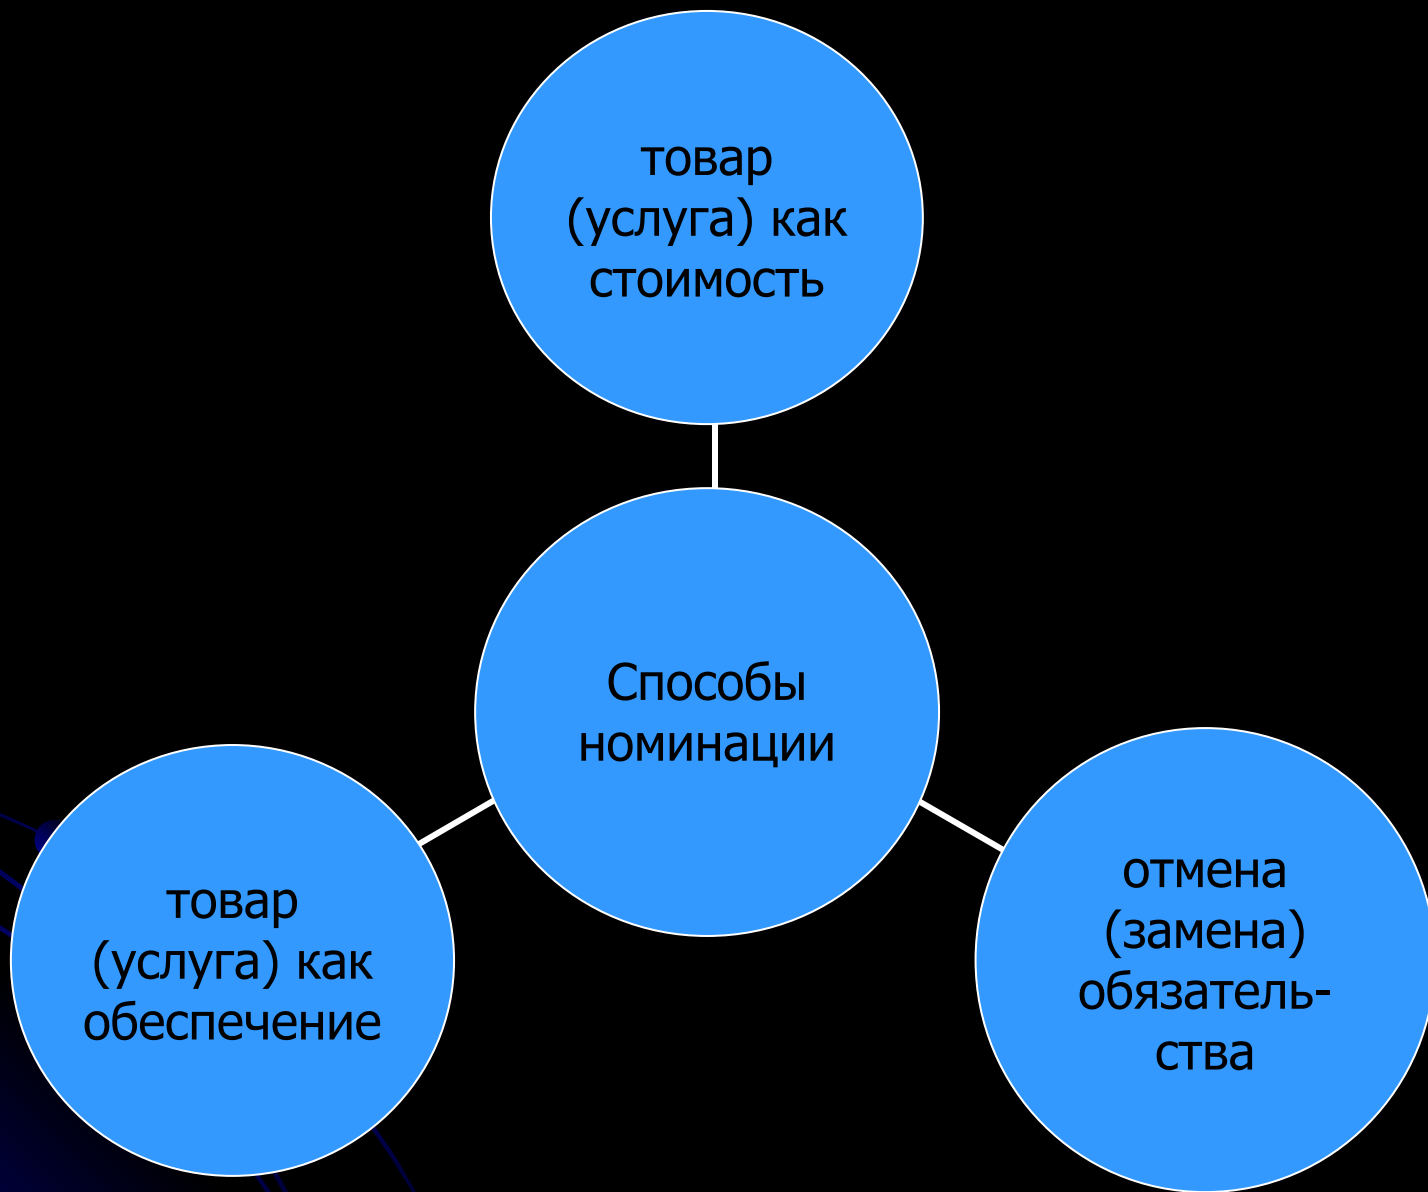 товар
(услуга) как
стоимость
Способы
номинации
товар
(услуга) как
обеспечение
отмена
(замена)
обязатель-
ства